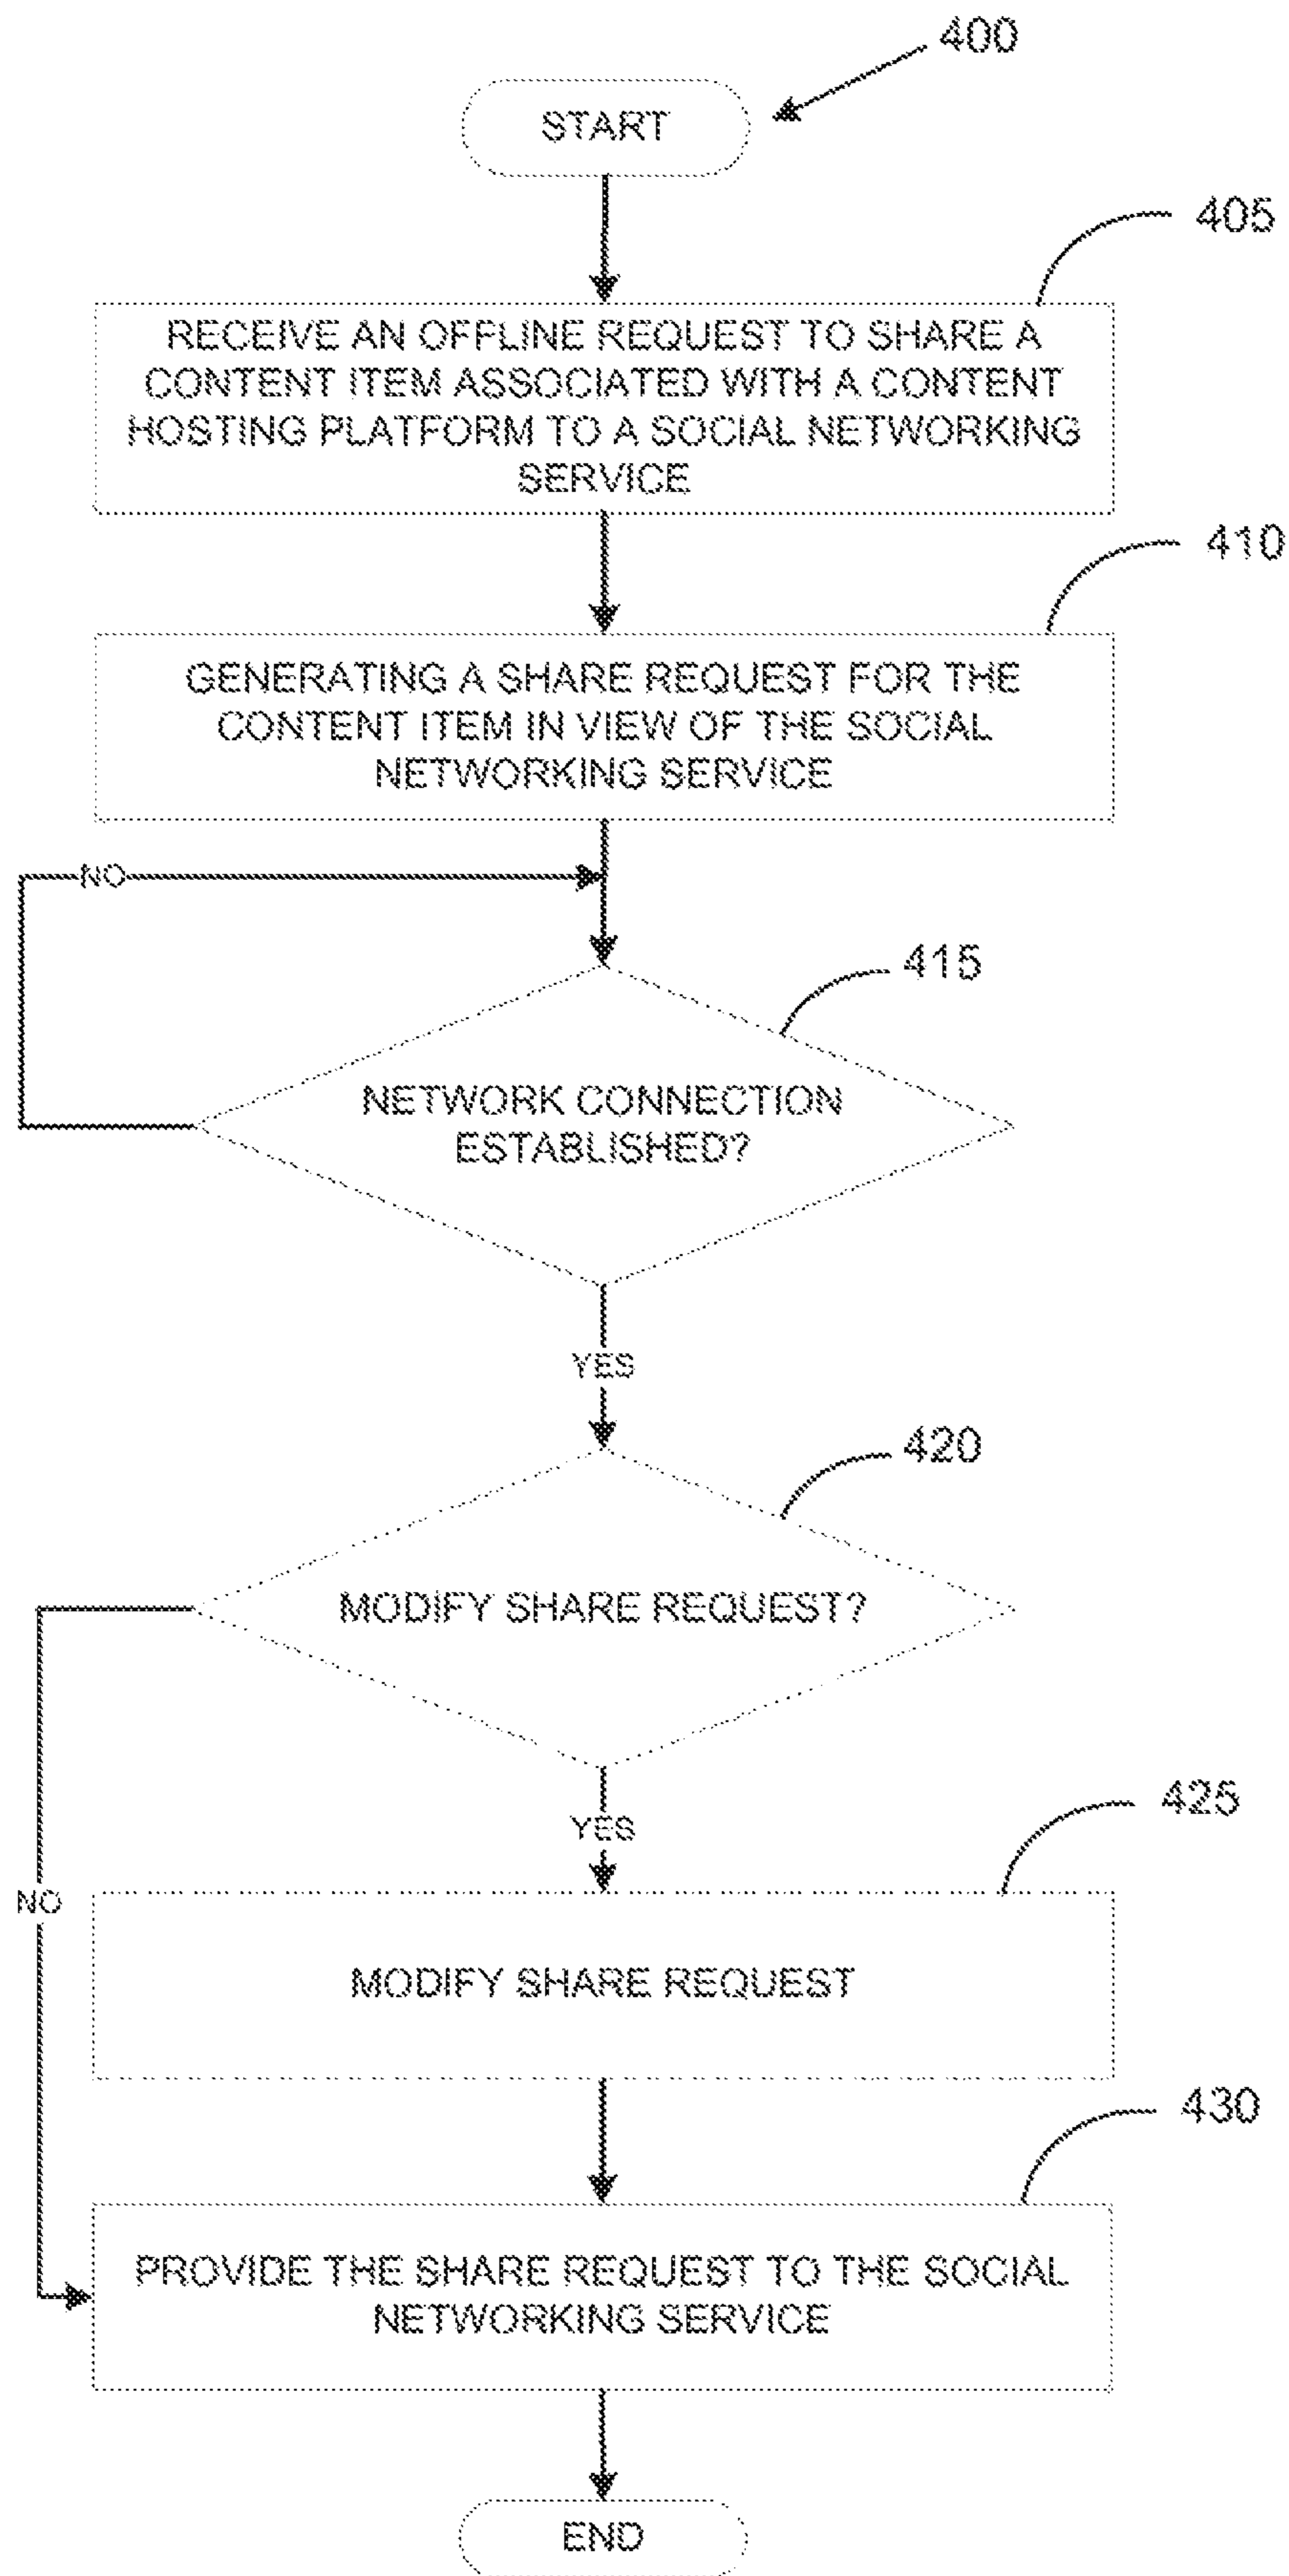 400
START
405
RECEIVE AN OFFLINE REQUEST TO SHARE A
CONTENT ITEM ASSOCIATED WITH A CONTENT
HOSTING PLATFORM TO A SOCIAL NETWORKING
SERVICE
410
GENERATING A SHARE REQUEST FOR THE
CONTENT ITEM IN VIEW OF THE SOCIAL
NETWORKING SERVICE
NO
415
NETWORK CONNECTION
ESTABLISHED?
YES
420
MODIFY SHARE REQUEST?
YES
425
NO
MODIFY SHARE REQUEST
430
PROVIDE THE SHARE REQUEST TO THE SOCIAL
NETWORKING SERVICE
END